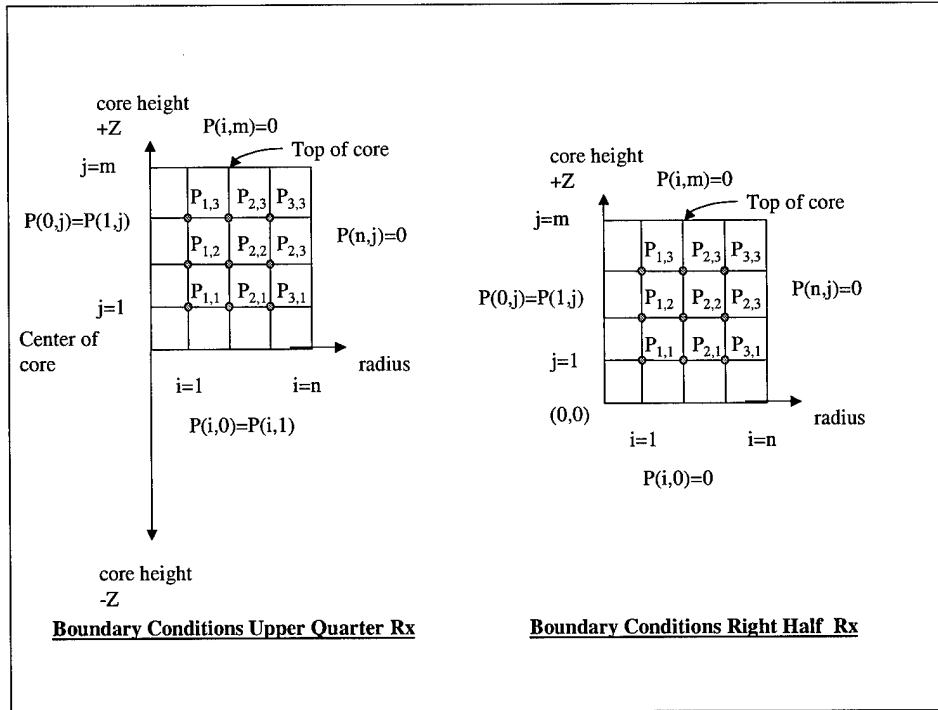 core height
+Z
P(i,m)=0
Top of core
j=m
P1,3 P2,3 P3,3
P(0,j)=P(1,j)
P(n,j)=0
P1,2 P2,2 P2,3
P1,1 P2,1 P3,1
j=1
Center of
core
radius
i=1 i=n
P(i,0)=P(i,1)
core height
-Z
Boundary Conditions Upper Quarter Rx
core height
+Z
P(i,m)=0
Top of core
j=m
P1,3 P2,3 P3,3
P(0,j)=P(1,j)
P(n,j)=0
P1,2 P2,2 P2,3
P1,1 P2,1 P3,1
j=1
(0,0)
radius
i=1 i=n
P(i,0)=0
Boundary Conditions Right Half Rx